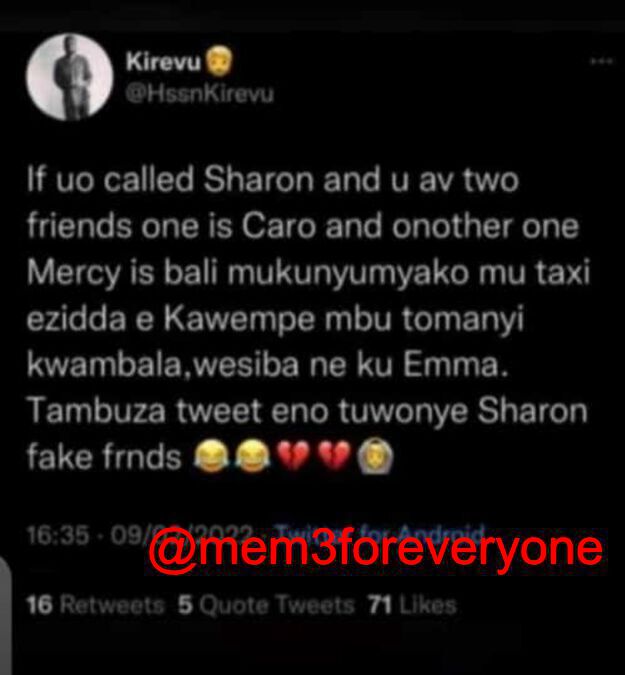 Kirevu
@HssnKirevu
If uo called Sharon and u av two
friends one is Caro and onother one
Mercy is bali mukunyumyako mu taxi
ezidda e Kawempe mbu tomanyi
kwambala,wesiba ne ku Emma.
Tambuza tweet eno tuwonye Sharon
fake frnds 😂😂💔💔🙆
16:35 · 09/ /2022 · Twitter for Android
@mem3foreveryone
16 Retweets 5 Quote Tweets 71 Likes